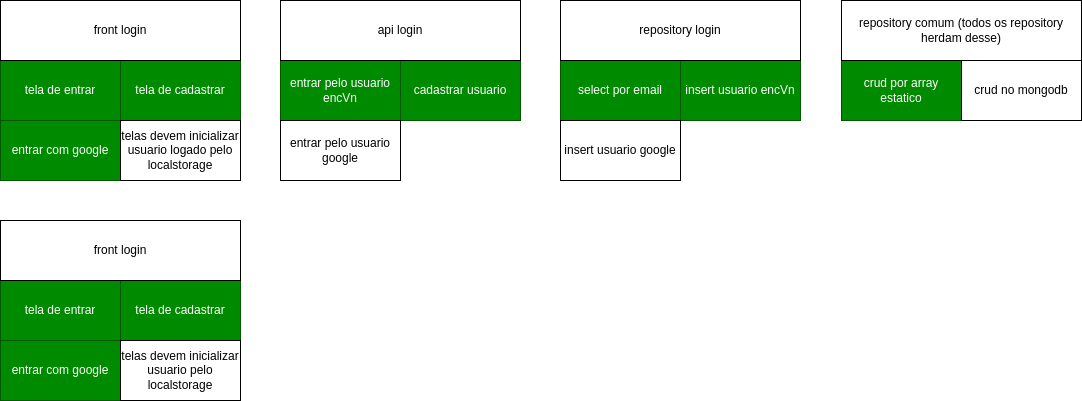 front login
tela de entrar
tela de cadastrar
entrar com google
telas devem inicializar
usuario logado pelo
localstorage
api login
entrar pelo usuario
encVn
cadastrar usuario
entrar pelo usuario
google
repository login
select por email
insert usuario encVn
insert usuario google
repository comum (todos os repository
herdam desse)
crud por array
estatico
crud no mongodb
front login
tela de entrar
tela de cadastrar
entrar com google
telas devem inicializar
usuario pelo
localstorage